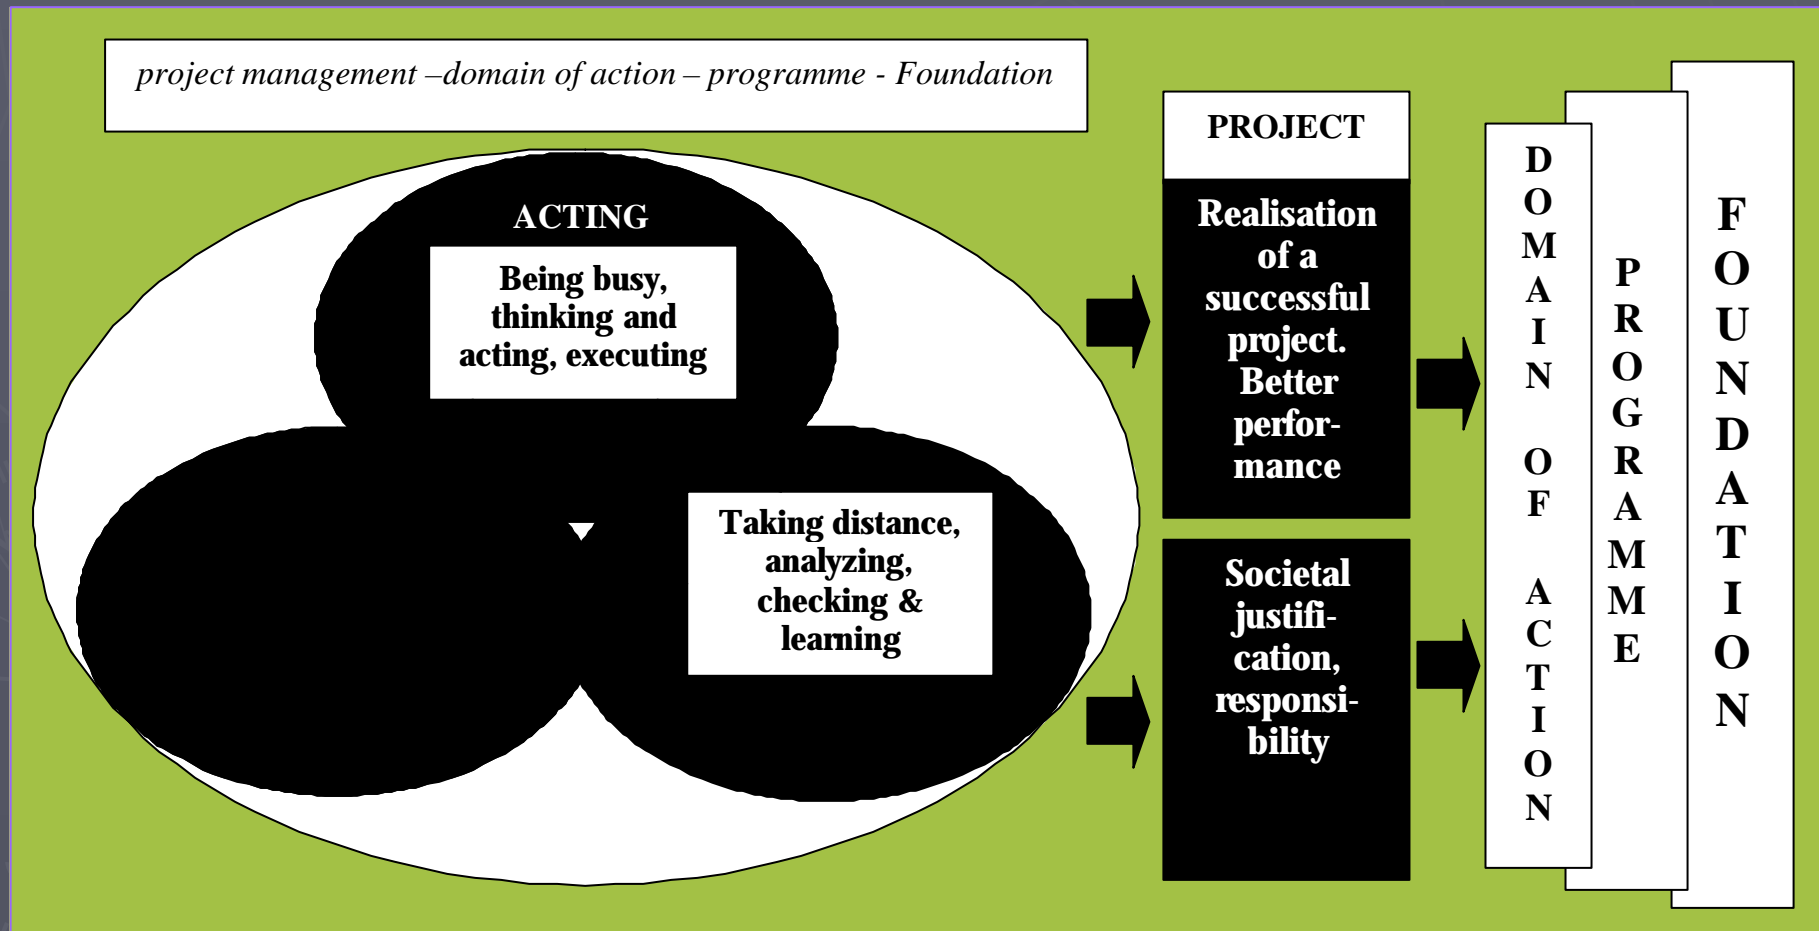 project management –domain of action – programme - Foundation
ACTING
Being busy,
thinking and
acting, executing
Taking distance,
analyzing,
checking &
learning
PROJECT
Realisation
of a
successful
project.
Better
perfor-
mance
Societal
justifi-
cation,
responsi-
bility
DOMAIN OF ACTION
PROGRAMME
FOUNDATION